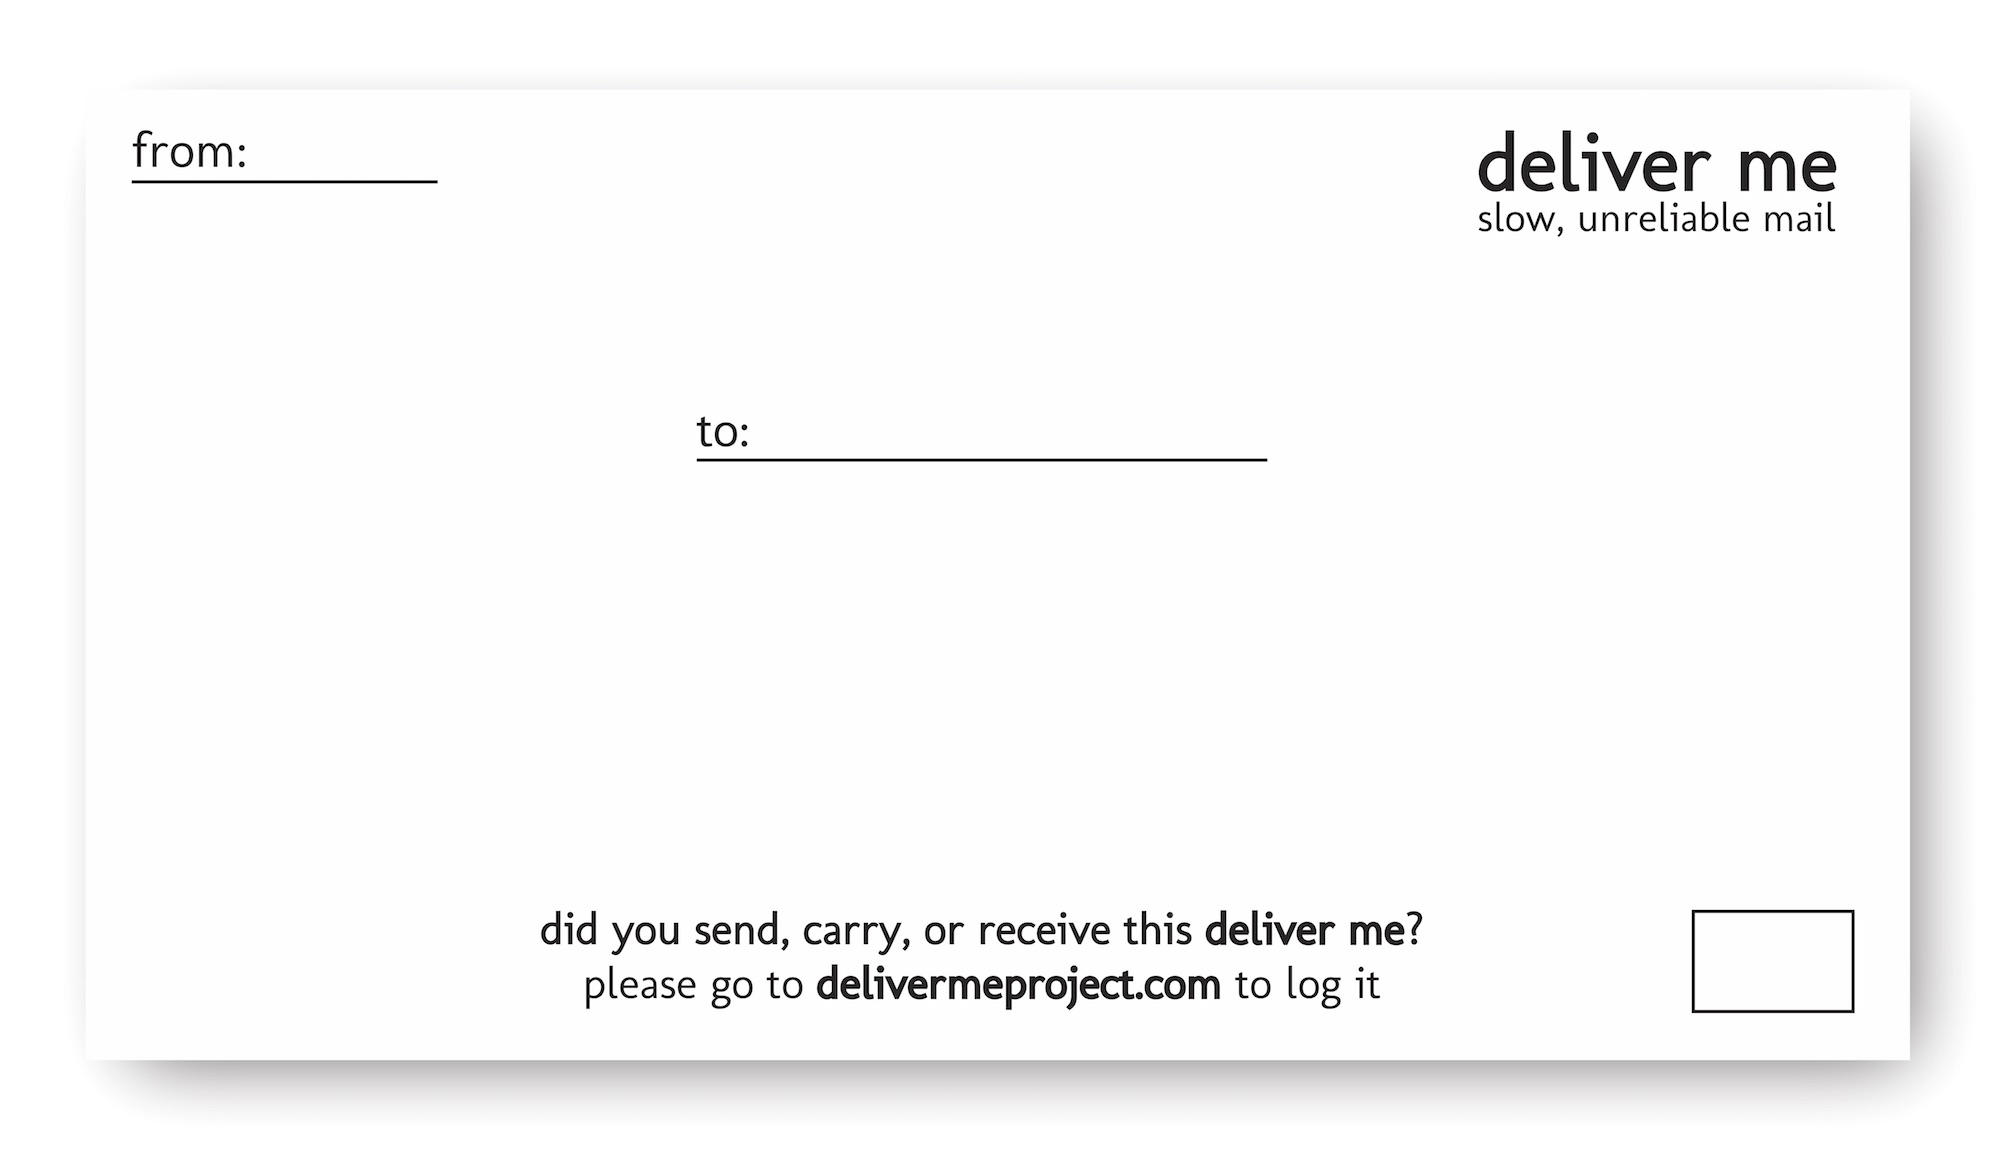 from:
deliver me
slow, unreliable mail
to:
did you send, carry, or receive this deliver me?
please go to delivermeproject.com to log it